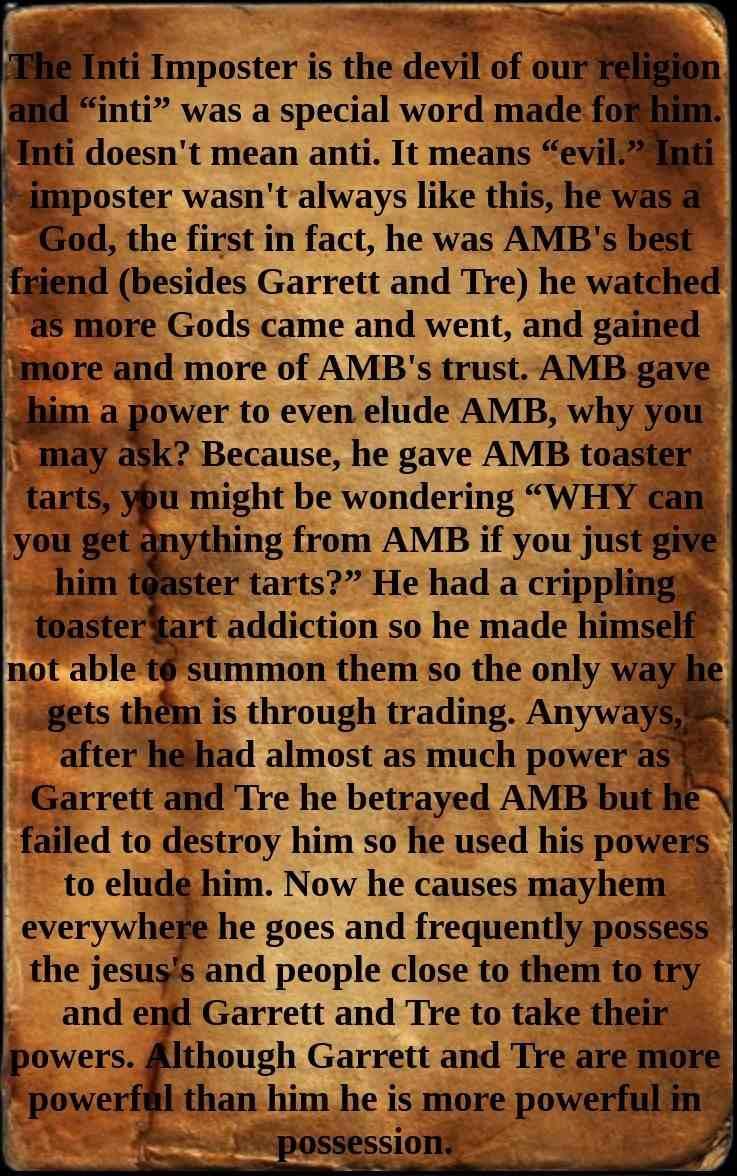 The Inti Imposter is the devil of our religion
and “inti” was a special word made for him.
Inti doesn't mean anti. It means “evil.” Inti
imposter wasn't always like this, he was a
God, the first in fact, he was AMB's best
friend (besides Garrett and Tre) he watched
as more Gods came and went, and gained
more and more of AMB's trust. AMB gave
him a power to even elude AMB, why you
may ask? Because, he gave AMB toaster
tarts, you might be wondering “WHY can
you get anything from AMB if you just give
him toaster tarts?” He had a crippling
toaster tart addiction so he made himself
not able to summon them so the only way he
gets them is through trading. Anyways,
after he had almost as much power as
Garrett and Tre he betrayed AMB but he
failed to destroy him so he used his powers
to elude him. Now he causes mayhem
everywhere he goes and frequently possess
the jesus's and people close to them to try
and end Garrett and Tre to take their
powers. Although Garrett and Tre are more
powerful than him he is more powerful in
possession.